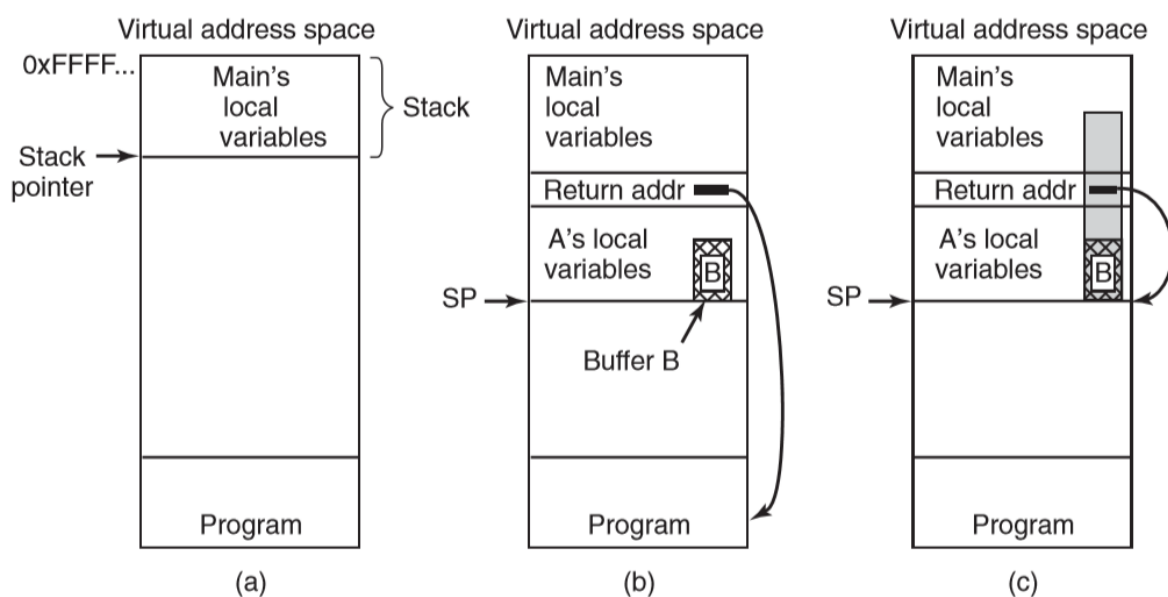 Virtual address space
0xFFFF...
Main's
local
variables
Stack
Stack
pointer
Program
(a)
Virtual address space
Main's
local
variables
Return addr
A's local
variables
B
SP
Buffer B
Program
(b)
Virtual address space
Main's
local
variables
Return addr
A's local
variables
B
SP
Program
(c)